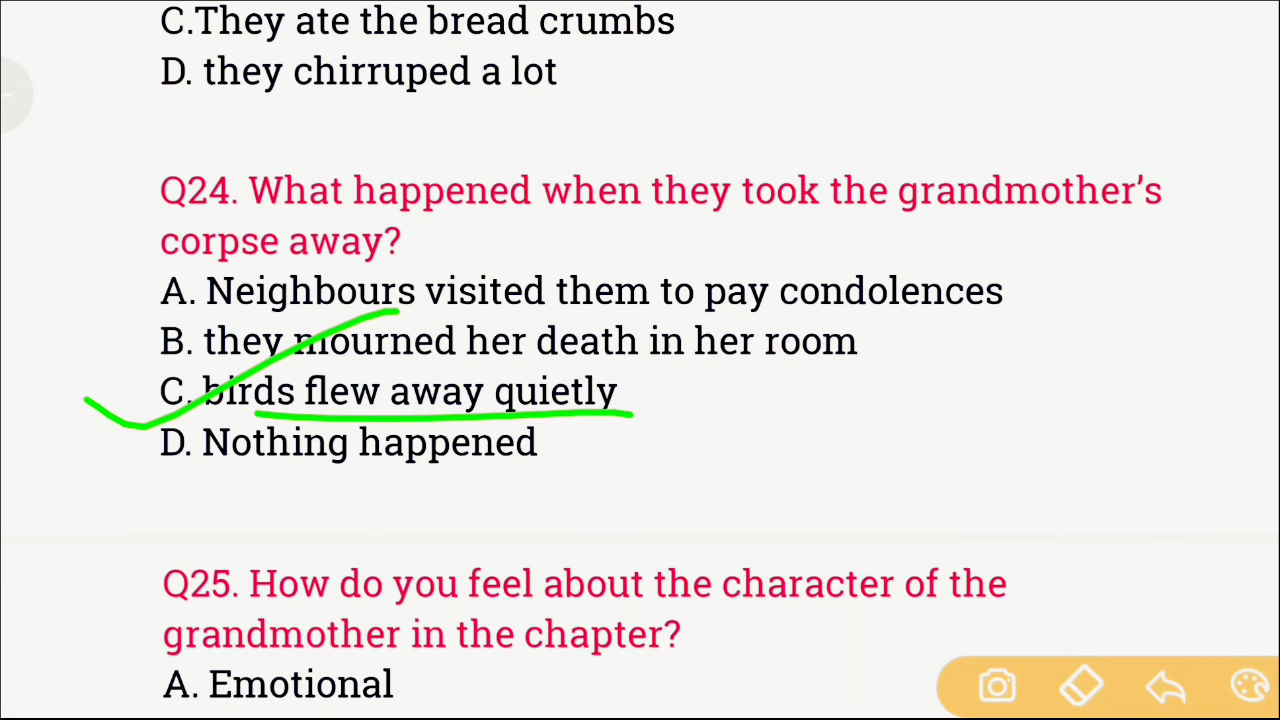 C.They ate the bread crumbs
D. they chirruped a lot
Q24. What happened when they took the grandmother’s
corpse away?
A. Neighbours visited them to pay condolences
B. they mourned her death in her room
C. birds flew away quietly
D. Nothing happened
Q25. How do you feel about the character of the
grandmother in the chapter?
A. Emotional